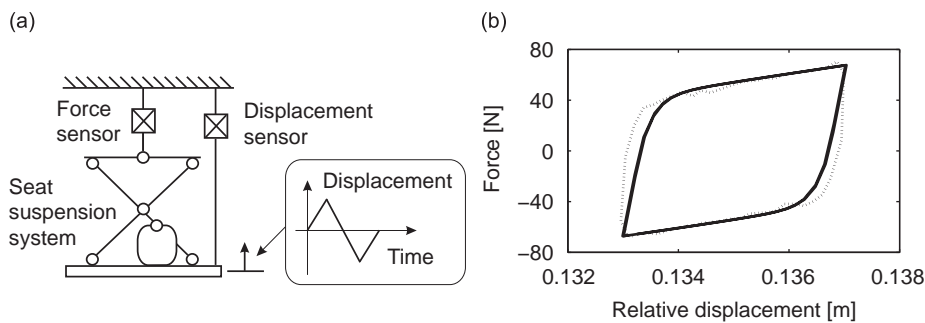 (a)
Force
sensor
Displacement
sensor
Seat
suspension
system
Displacement
Time
(b)
Force [N]
80
40
0
−40
−80
0.132
0.134
0.136
0.138
Relative displacement [m]